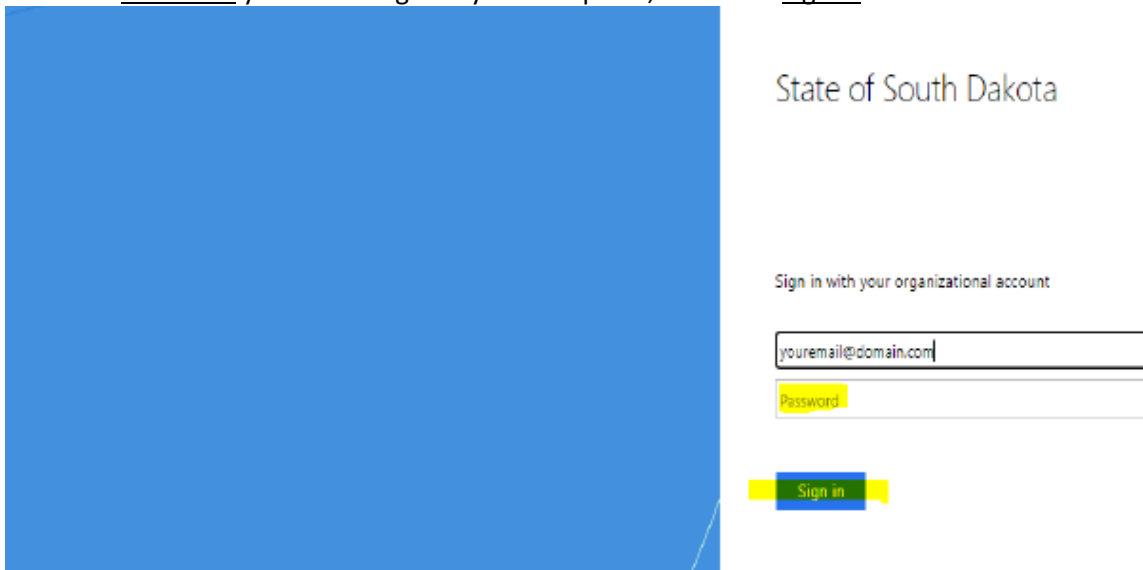 State of South Dakota
Sign in with your organizational account
youremail@domain.com
Password
Sign in